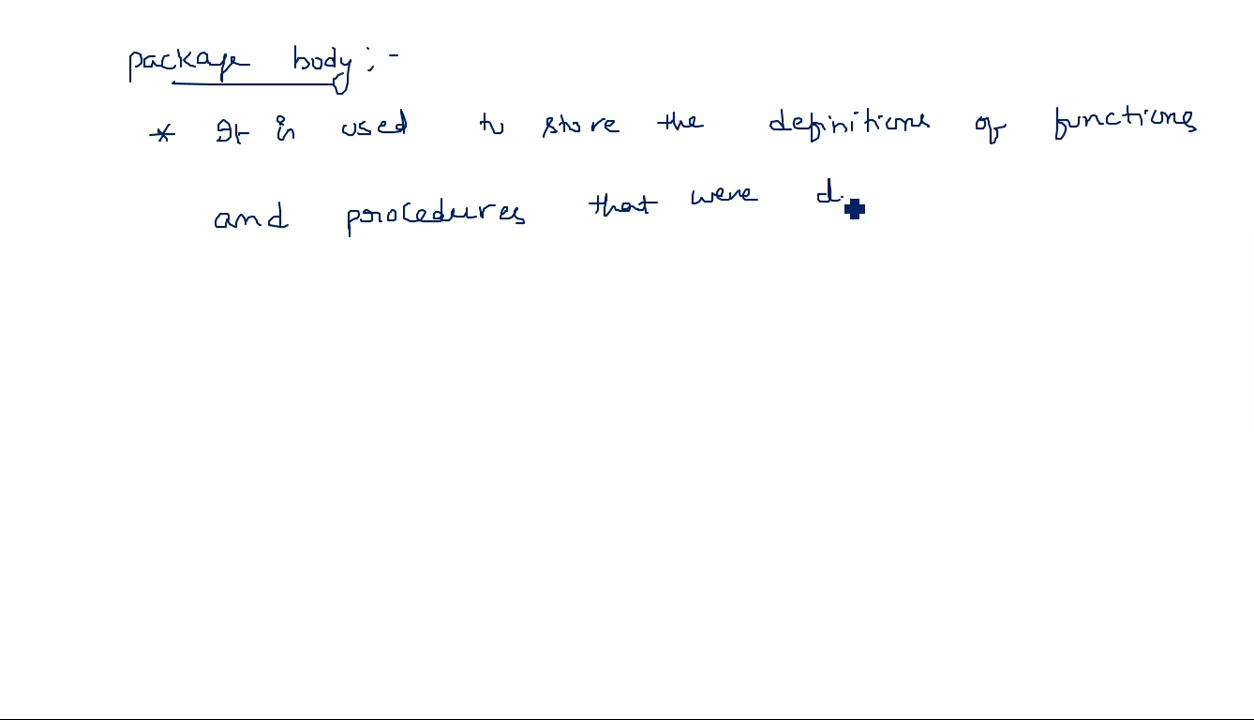 package body :-
* It is used to store the definitions of functions
and procedures that were d